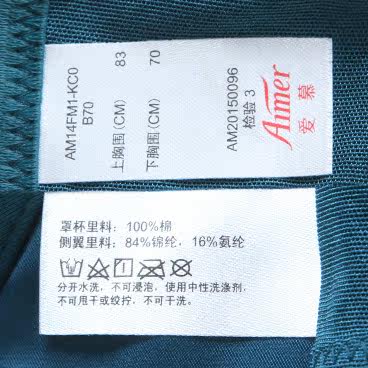 Aimer
爱慕
AM20150096
检验 3
上胸围(CM) 83
下胸围(CM) 70
AM14FM1-KC0
B70
罩杯里料：100%棉
侧翼里料：84%锦纶，16%氨纶
分开水洗，不可浸泡，使用中性洗涤剂，
不可甩干或绞拧，不可干洗。